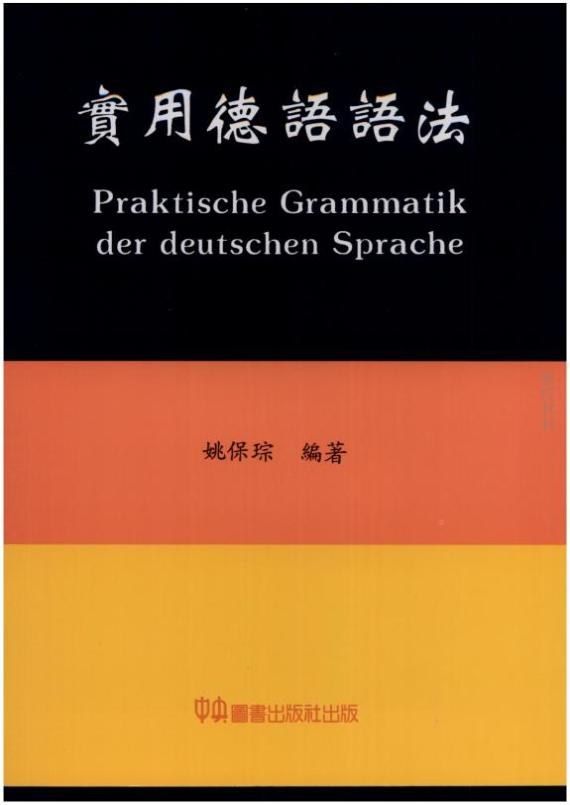 實用德語語法
Praktische Grammatik
der deutschen Sprache
姚保琮 編著
中央圖書出版社出版